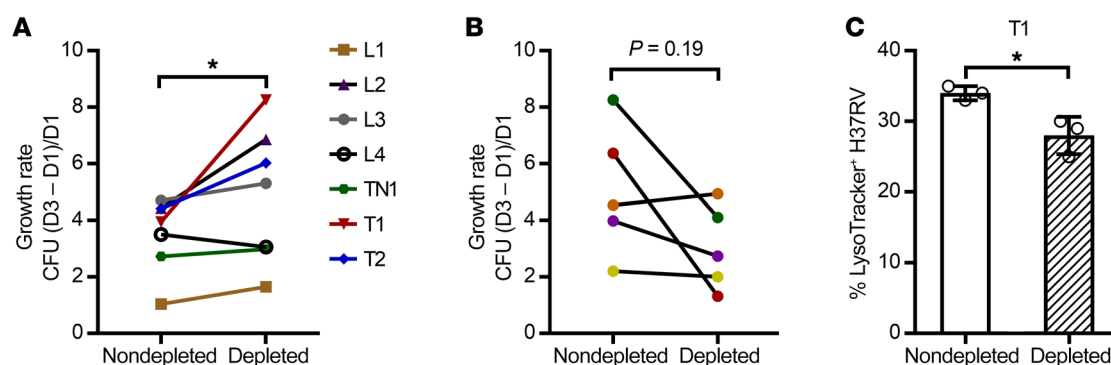 A
Growth rate
CFU (D3 – D1)/D1
10
8
6
4
2
0
*
Nondepleted
Depleted
L1
L2
L3
L4
TN1
T1
T2
B
Growth rate
CFU (D3 – D1)/D1
10
8
6
4
2
0
P = 0.19
Nondepleted
Depleted
C
T1
% LysoTracker⁺ H37RV
40
30
20
10
0
*
Nondepleted
Depleted